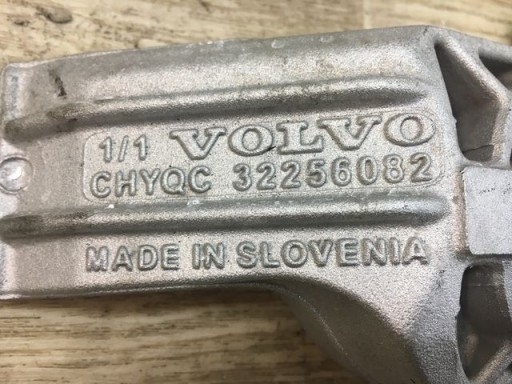 1/1 VOLVO
CHYQC 32256082
MADE IN SLOVENIA